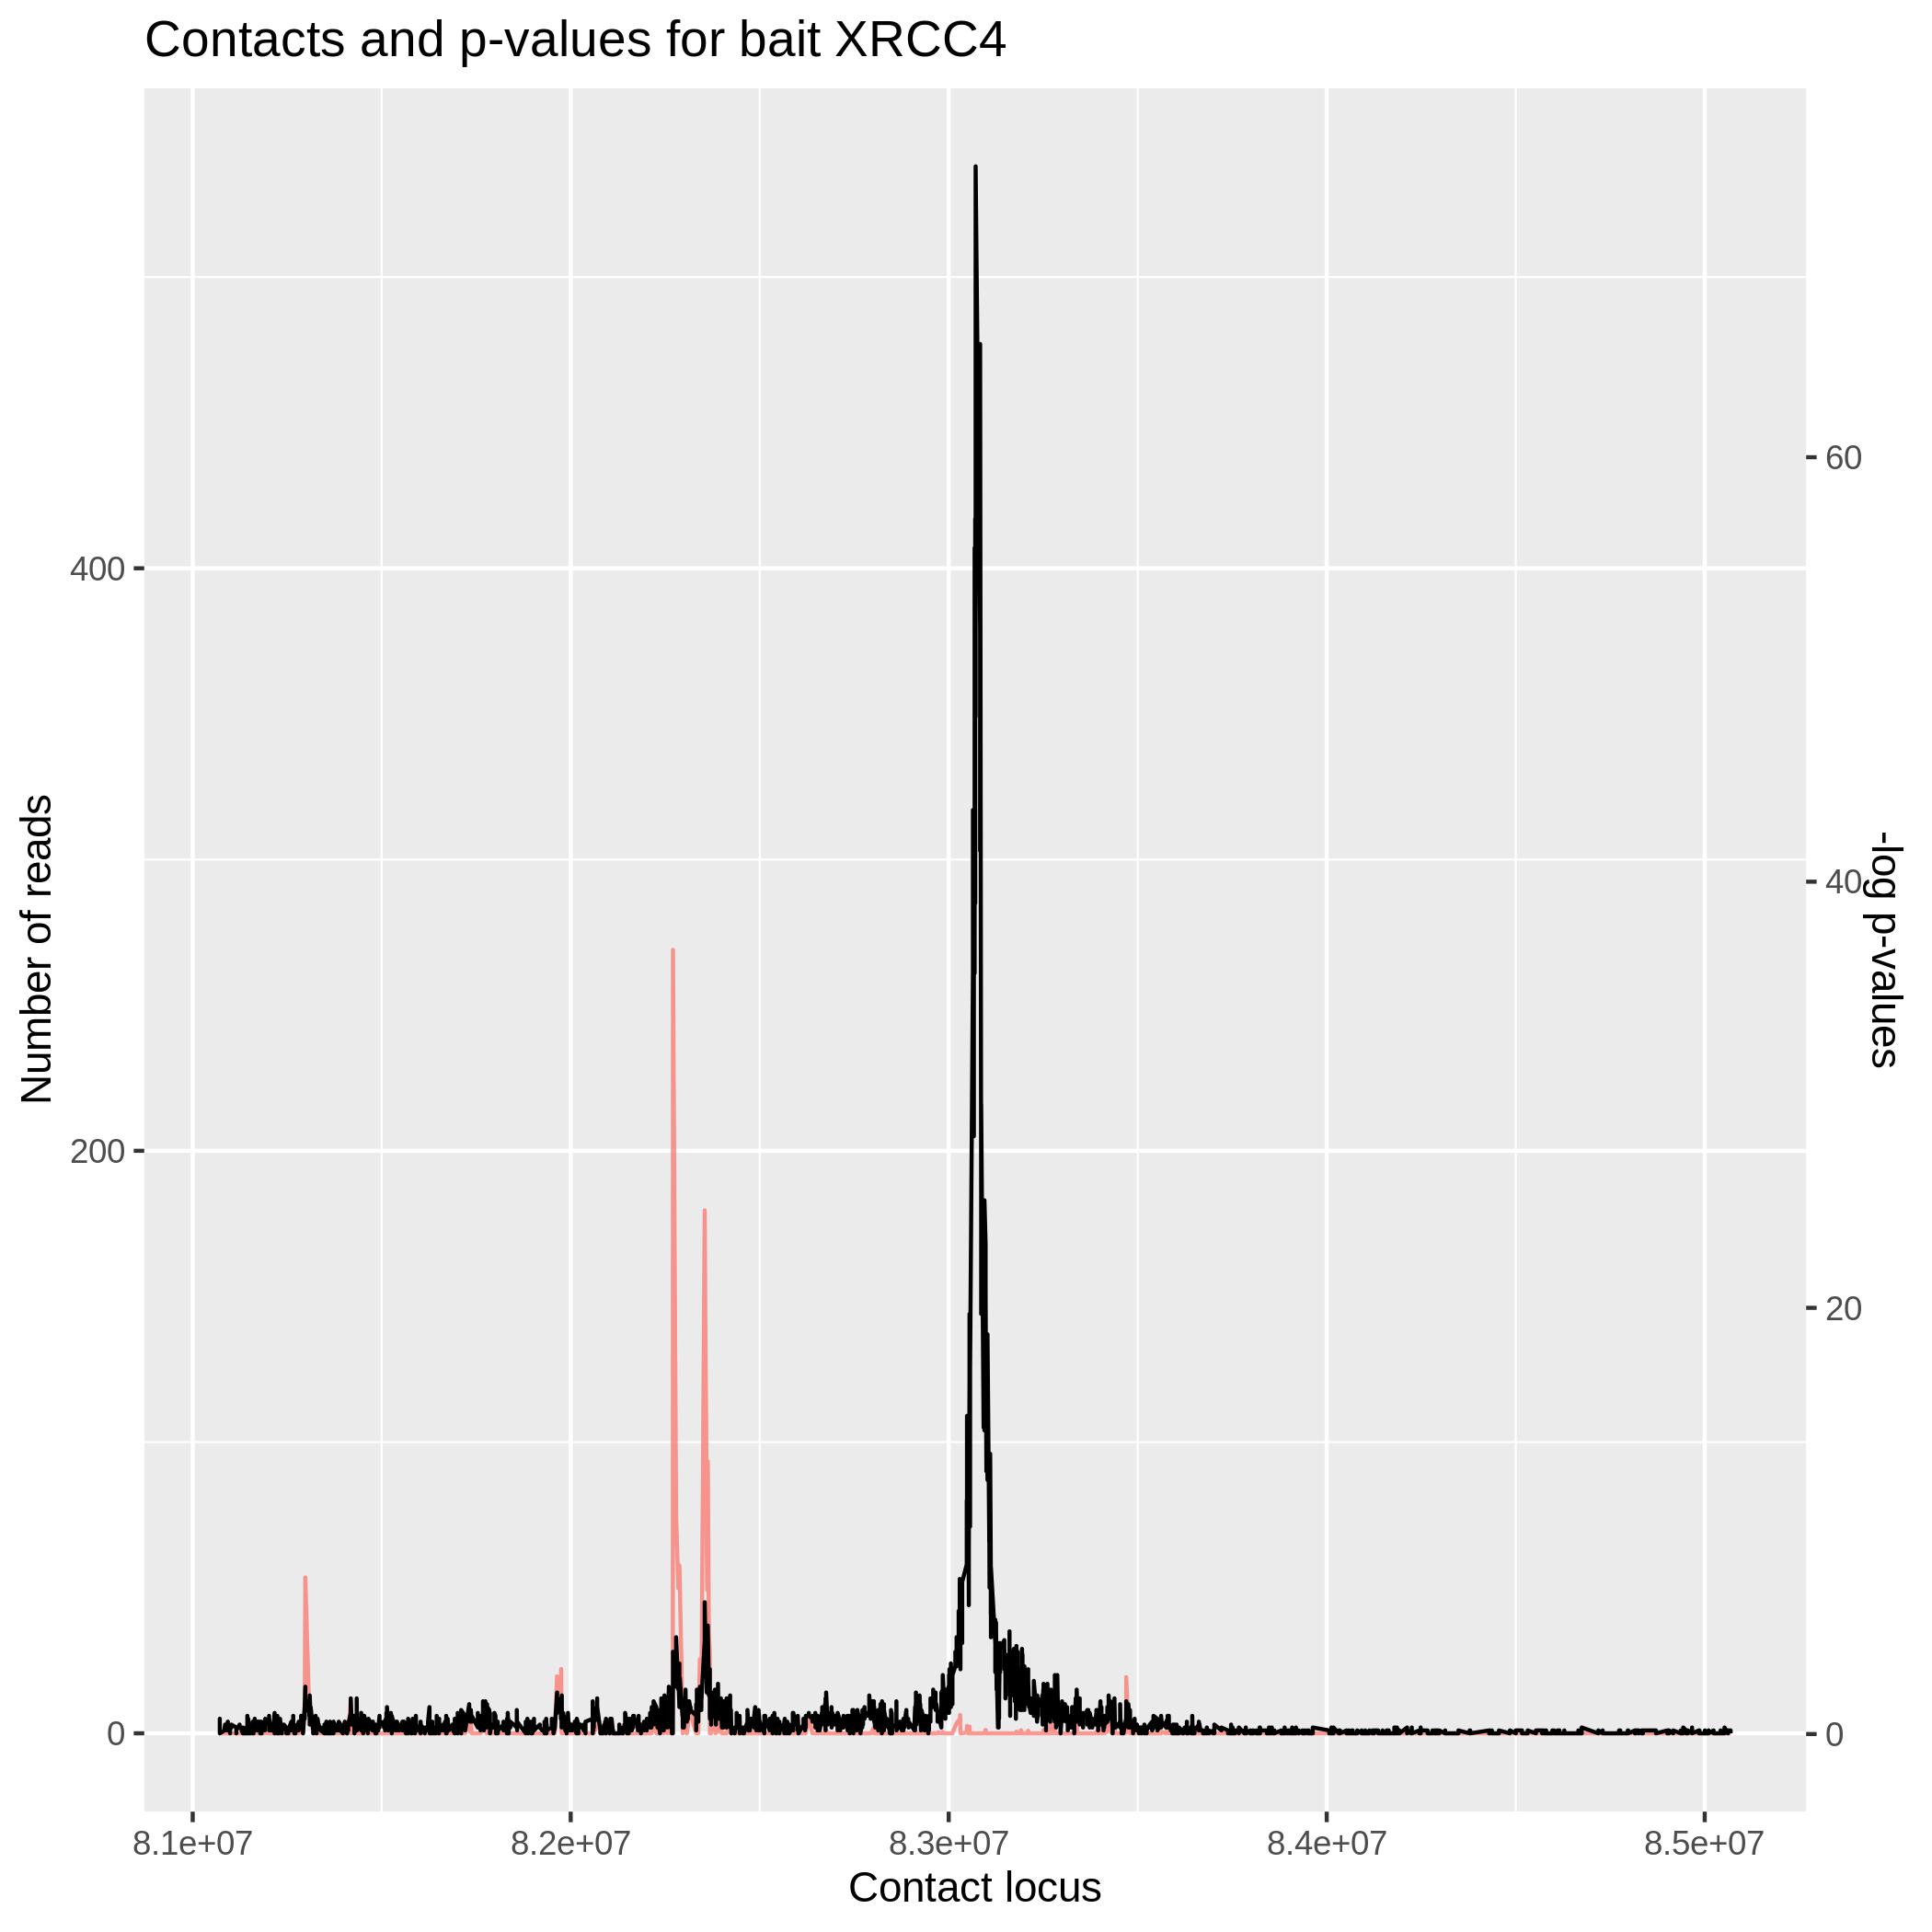 Contacts and p-values for bait XRCC4
Number of reads
400
200
0
60
40
20
0
-log p-values
8.1e+07 8.2e+07 8.3e+07 8.4e+07 8.5e+07
Contact locus